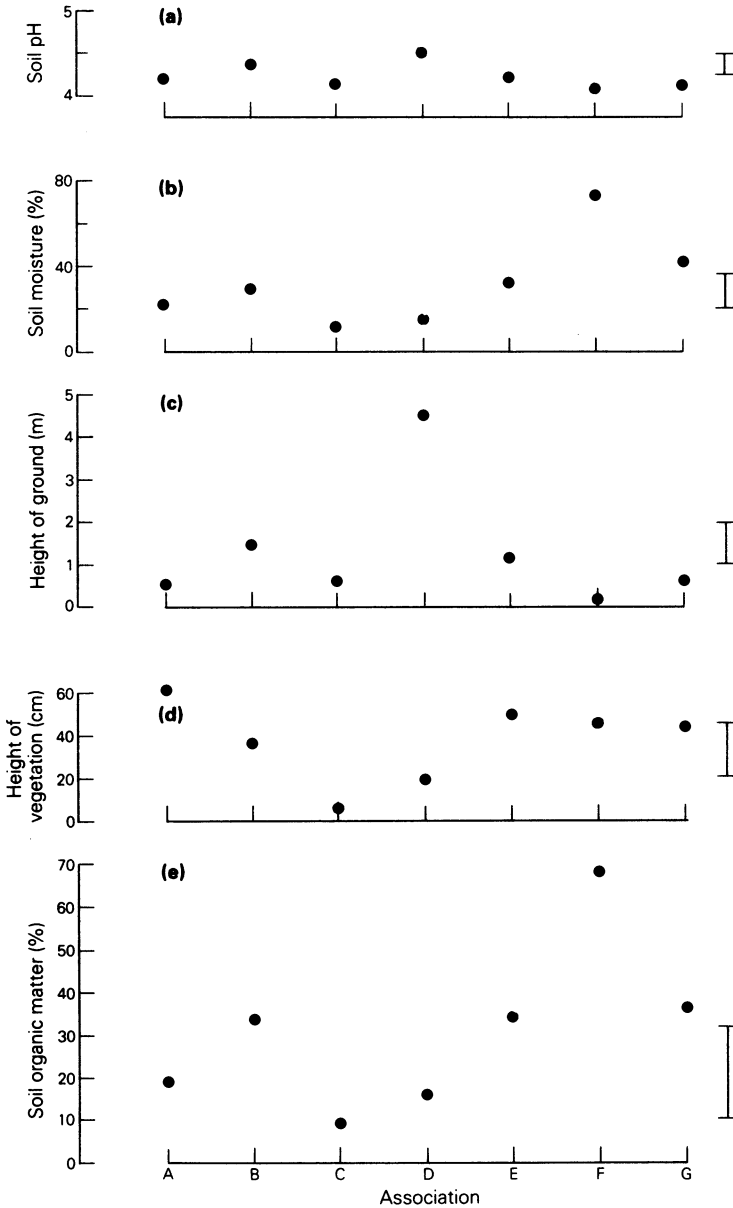 (a)
Soil pH
5
4
(b)
Soil moisture (%)
80
40
0
(c)
Height of ground (m)
5
4
3
2
1
0
(d)
Height of
vegetation (cm)
60
40
20
0
(e)
Soil organic matter (%)
70
60
50
40
30
20
10
0
A B C D E F G
Association